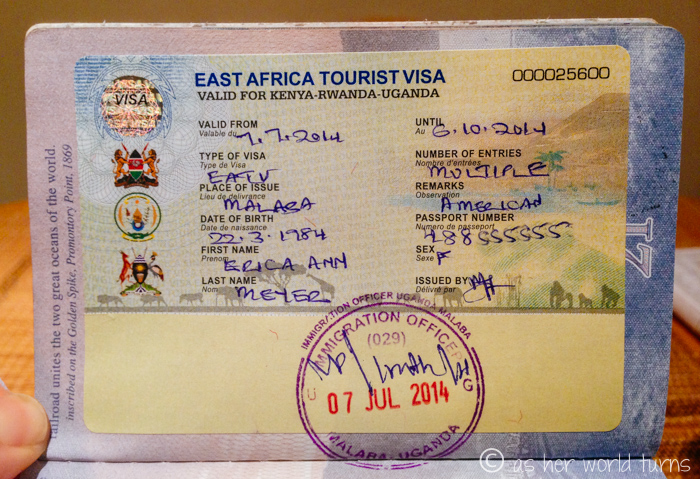 EAST AFRICA TOURIST VISA
000025600
VALID FOR KENYA-RWANDA-UGANDA
VISA
VALID FROM
Valable du 7.7.2014
UNTIL
Au 6.10.2014
TYPE OF VISA
Type de Visa
EATV
NUMBER OF ENTRIES
Nombre d'entrées
MULTIPLE
PLACE OF ISSUE
Lieu de délivrance
MALABA
REMARKS
Observation
AMERICAN
DATE OF BIRTH
Date de naissance
22.3.1984
PASSPORT NUMBER
Numero de passeport
488555555
FIRST NAME
Prenom
ERICA ANN
SEX
Sexe F
LAST NAME
Nom
MEYER
ISSUED BY
Délivré par
IMMIGRATION OFFICER UGANDA MALABA
IMMIGRATION OFFICER
(029)
07 JUL 2014
U G
MALABA-UGANDA
railroad unites the two great oceans of the world.
inscribed on the Golden Spike, Promontory Point, 1869
17
© as her world turns